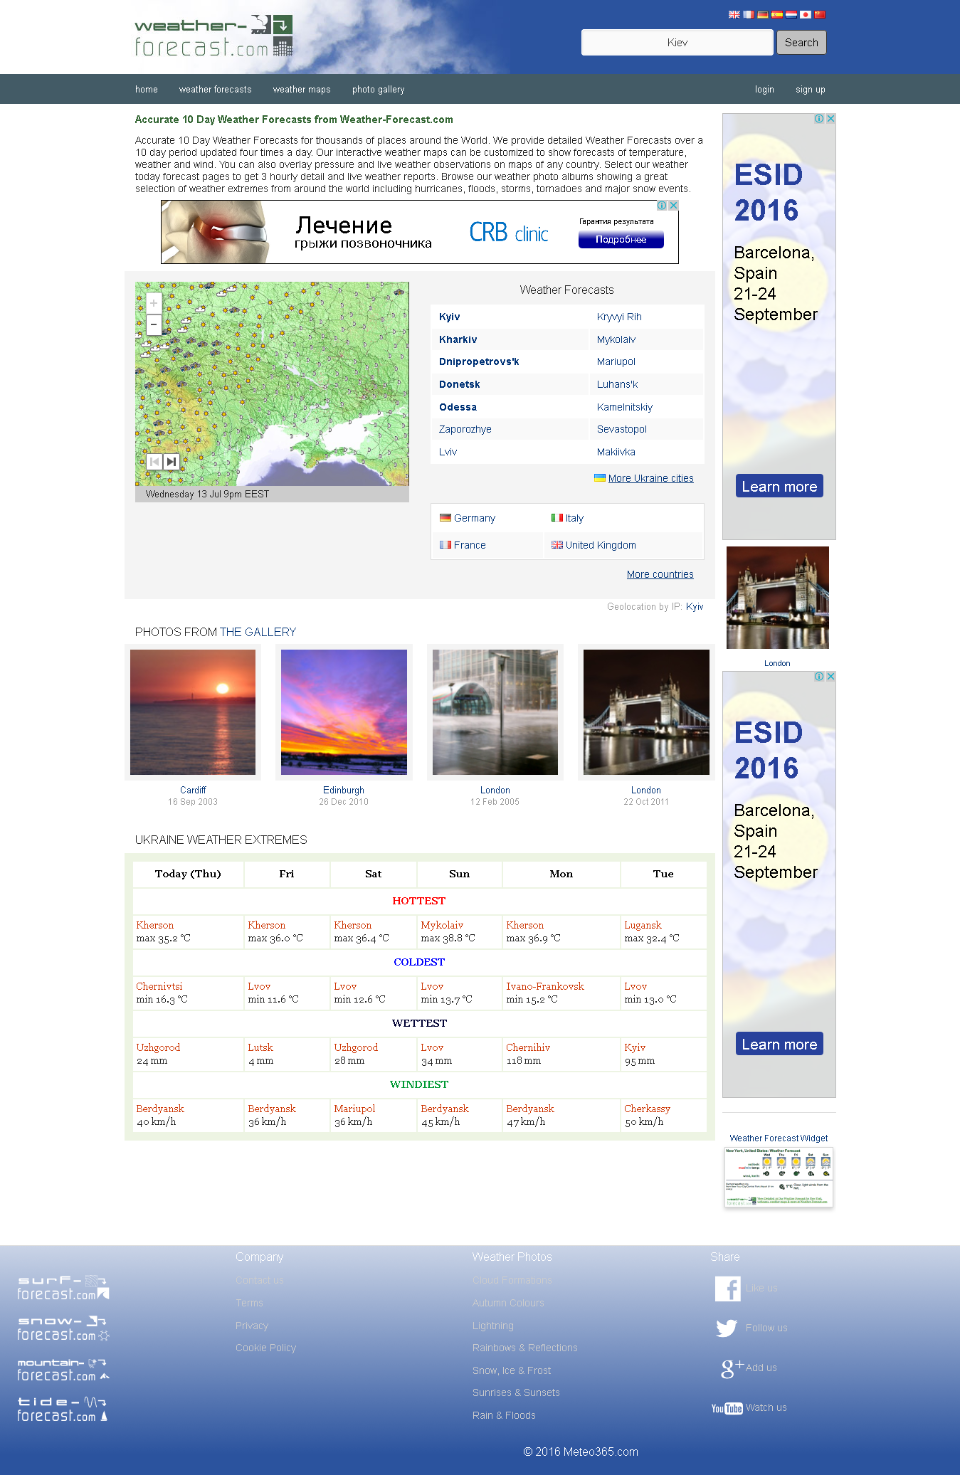 weather-
forecast.com
Kiev
Search
home
weather forecasts
weather maps
photo gallery
login
sign up
Accurate 10 Day Weather Forecasts from Weather-Forecast.com
Accurate 10 Day Weather Forecasts for thousands of places around the World. We provide detailed Weather Forecasts over a
10 day period updated four times a day. Our interactive weather maps can be customized to show forecasts of temperature,
weather and wind. You can also overlay pressure and live weather observations on maps of any country. Select our weather
today forecast pages to get 3 hourly detail and live weather reports. Browse our weather photo albums showing a great
selection of weather extremes from around the world including hurricanes, floods, storms, tornadoes and major snow events.
Лечение
грыжи позвоночника
CRB clinic
Гарантия результата
Подробнее
ESID
2016
Barcelona,
Spain
21-24
September
Learn more
Wednesday 13 Jul 9pm EEST
Weather Forecasts
Kyiv
Kryvyi Rih
Kharkiv
Mykolaiv
Dnipropetrovs'k
Mariupol
Donetsk
Luhans'k
Odessa
Kamelnitskiy
Zaporozhye
Sevastopol
Lviv
Makiivka
More Ukraine cities
Germany
Italy
France
United Kingdom
More countries
Geolocation by IP: Kyiv
London
PHOTOS FROM THE GALLERY
Cardiff
16 Sep 2003
Edinburgh
26 Dec 2010
London
12 Feb 2005
London
22 Oct 2011
ESID
2016
Barcelona,
Spain
21-24
September
Learn more
UKRAINE WEATHER EXTREMES
Today (Thu) Fri Sat Sun Mon Tue
HOTTEST
Kherson Kherson Kherson Mykolaiv Kherson Lugansk
max 35.2 °C max 36.0 °C max 36.4 °C max 38.8 °C max 36.9 °C max 32.4 °C
COLDEST
Chernivtsi Lvov Lvov Lvov Ivano-Frankovsk Lvov
min 16.3 °C min 11.6 °C min 12.6 °C min 13.7 °C min 15.2 °C min 13.0 °C
WETTEST
Uzhgorod Lutsk Uzhgorod Lvov Chernihiv Kyiv
24 mm 4 mm 28 mm 34 mm 118 mm 95 mm
WINDIEST
Berdyansk Berdyansk Mariupol Berdyansk Berdyansk Cherkassy
40 km/h 36 km/h 36 km/h 45 km/h 47 km/h 50 km/h
Weather Forecast Widget
surf-
forecast.com
snow-
forecast.com
mountain-
forecast.com
tide-
forecast.com
Company
Contact us
Terms
Privacy
Cookie Policy
Weather Photos
Cloud Formations
Autumn Colours
Lightning
Rainbows & Reflections
Snow, Ice & Frost
Sunrises & Sunsets
Rain & Floods
Share
Like us
Follow us
Add us
YouTube Watch us
© 2016 Meteo365.com